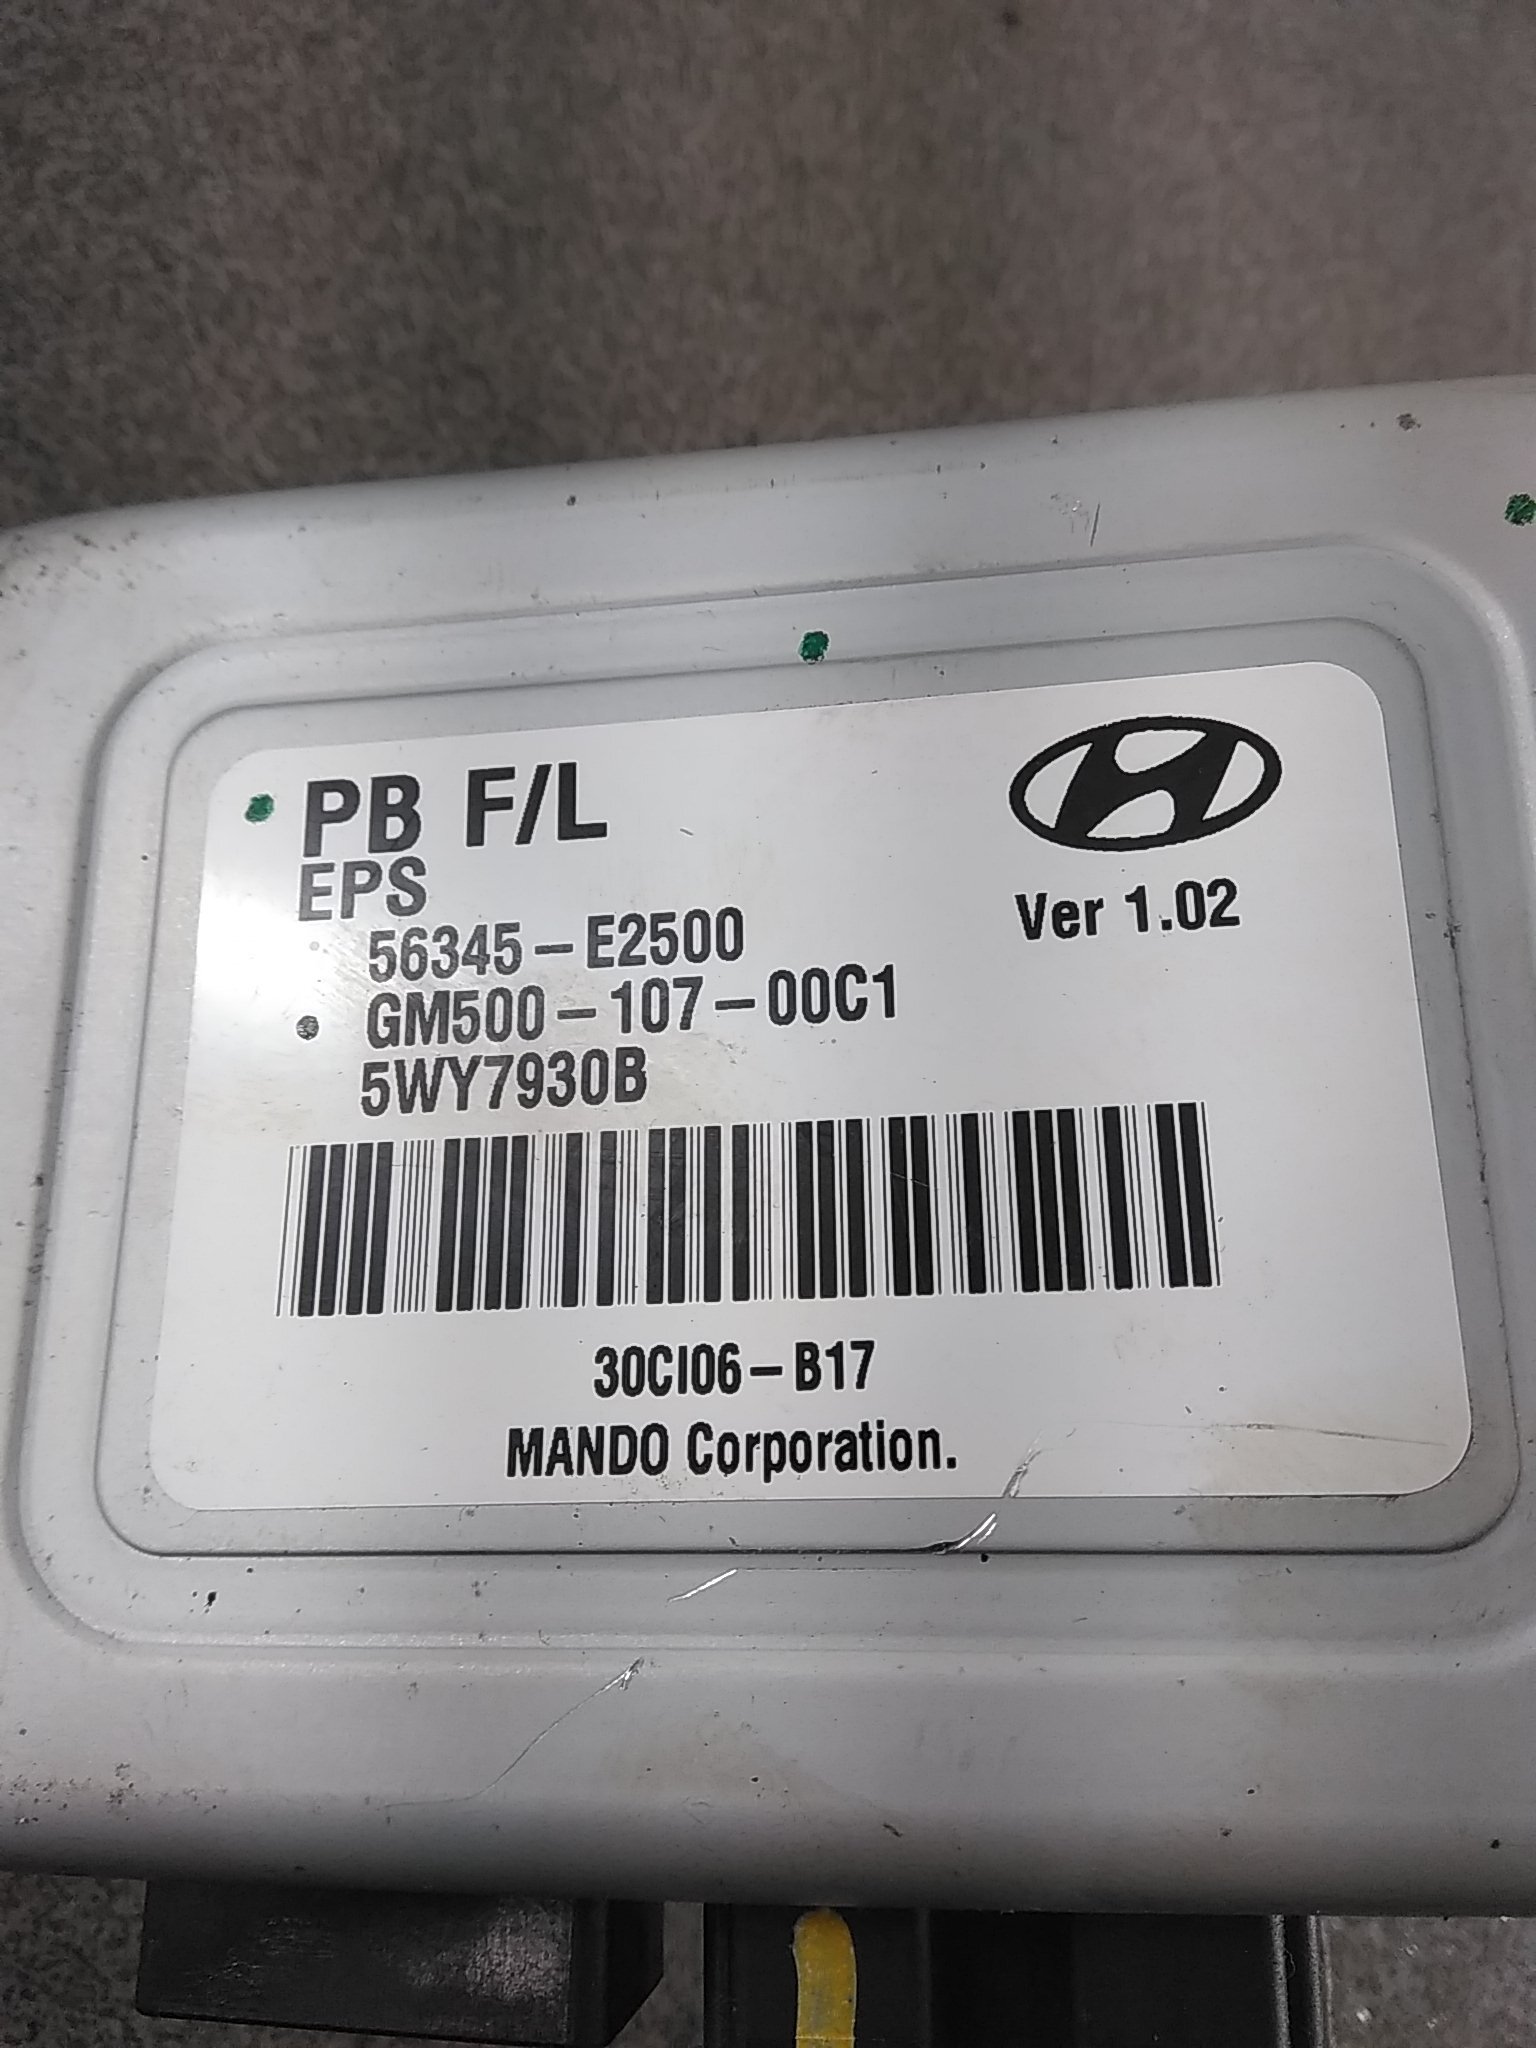 PB F/L
EPS
Ver 1.02
56345-E2500
GM500-107-00C1
5WY7930B
30CI06-B17
MANDO Corporation.